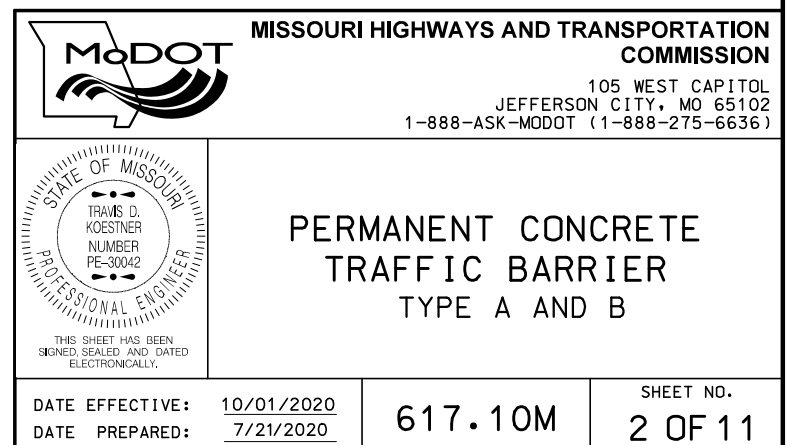 MoDOT
MISSOURI HIGHWAYS AND TRANSPORTATION
COMMISSION
105 WEST CAPITOL
JEFFERSON CITY, MO 65102
1-888-ASK-MODOT (1-888-275-6636)
STATE OF MISSOURI
TRAVIS D.
KOESTNER
NUMBER
PE-30042
PROFESSIONAL ENGINEER
THIS SHEET HAS BEEN
SIGNED, SEALED AND DATED
ELECTRONICALLY.
PERMANENT CONCRETE
TRAFFIC BARRIER
TYPE A AND B
DATE EFFECTIVE: 10/01/2020
DATE PREPARED: 7/21/2020
617.10M
SHEET NO.
2 OF 11